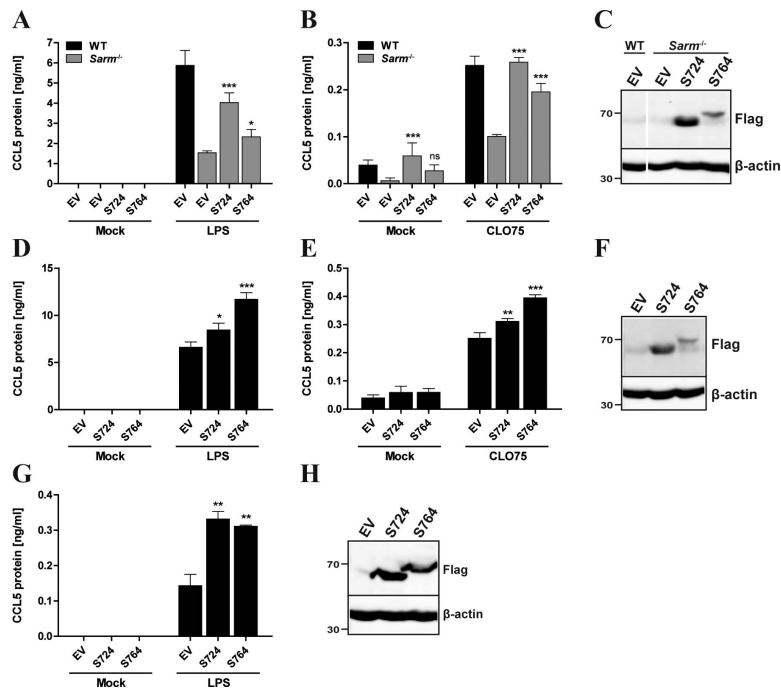 A
CCL5 protein [ng/ml]
7
6
5
4
3
2
1
0
WT
Sarm-/-
***
*
EV
EV
S724
S764
EV
EV
S724
S764
Mock
LPS
B
CCL5 protein [ng/ml]
0.3
0.2
0.1
0.0
WT
Sarm-/-
***
ns
***
***
EV
EV
S724
S764
EV
EV
S724
S764
Mock
CLO75
C
WT
Sarm-/-
EV
EV
S724
S764
70
Flag
30
β-actin
D
CCL5 protein [ng/ml]
15
10
5
0
*
***
EV
S724
S764
EV
S724
S764
Mock
LPS
E
CCL5 protein [ng/ml]
0.5
0.4
0.3
0.2
0.1
0.0
**
***
EV
S724
S764
EV
S724
S764
Mock
CLO75
F
EV
S724
S764
70
Flag
30
β-actin
G
CCL5 protein [ng/ml]
0.4
0.3
0.3
0.1
0.0
**
**
EV
S724
S764
EV
S724
S764
Mock
LPS
H
EV
S724
S764
70
Flag
30
β-actin